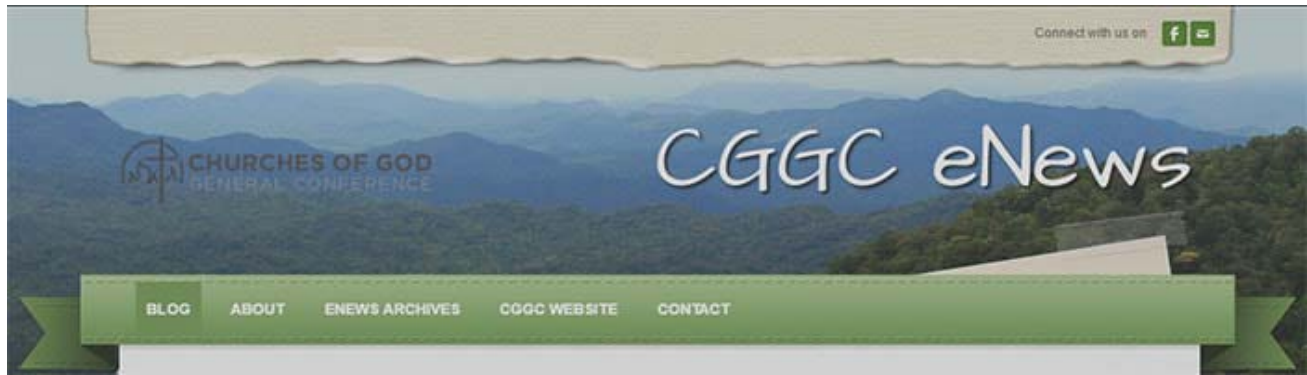 Connect with us on
CHURCHES OF GOD
GENERAL CONFERENCE
CGGC eNews
BLOG ABOUT ENEWS ARCHIVES CGGC WEBSITE CONTACT